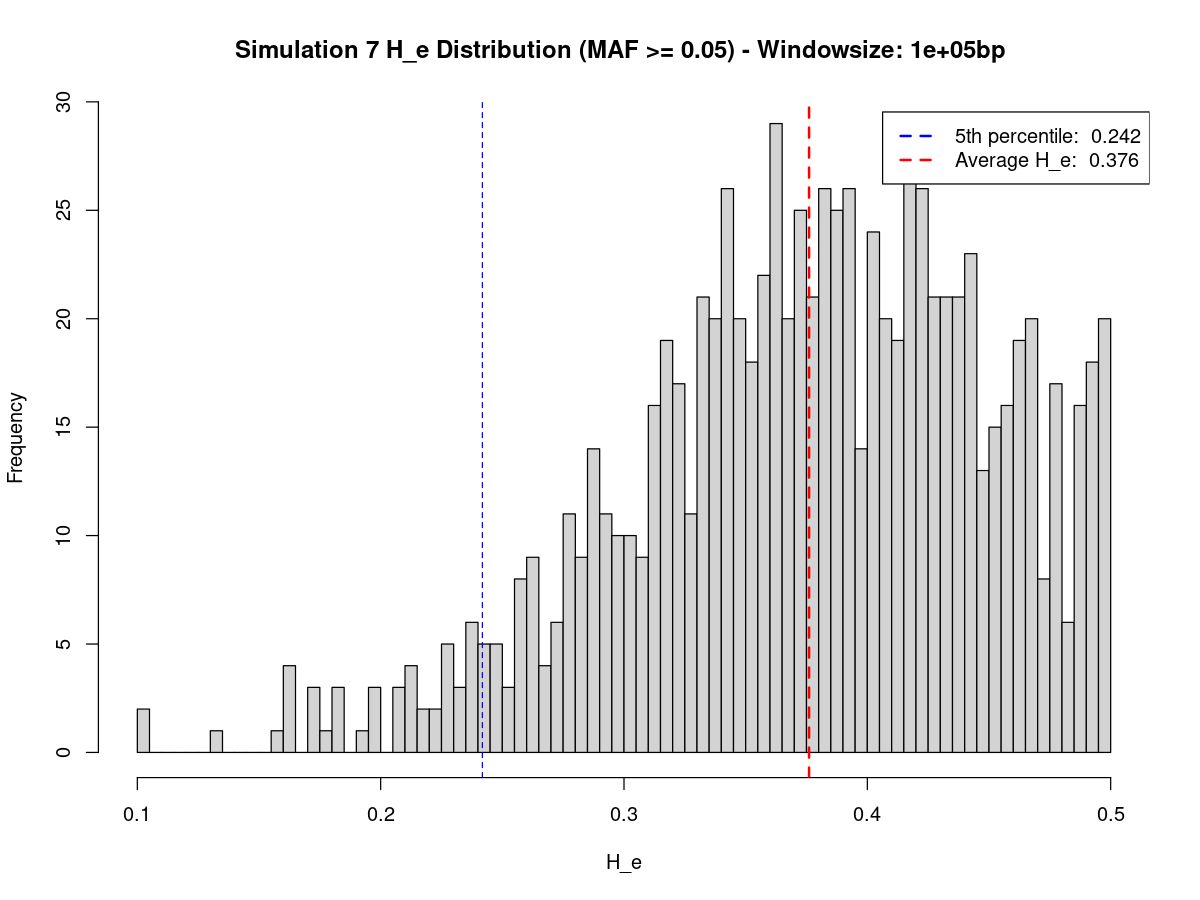 Simulation 7 H_e Distribution (MAF >= 0.05) - Windowsize: 1e+05bp
5th percentile:  0.242
Average H_e:  0.376
Frequency
30
25
20
15
10
5
0
0.1
0.2
0.3
0.4
0.5
H_e